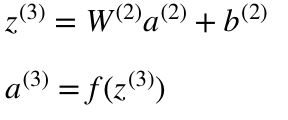 z⁽³⁾ = W⁽²⁾a⁽²⁾ + b⁽²⁾
a⁽³⁾ = f(z⁽³⁾)